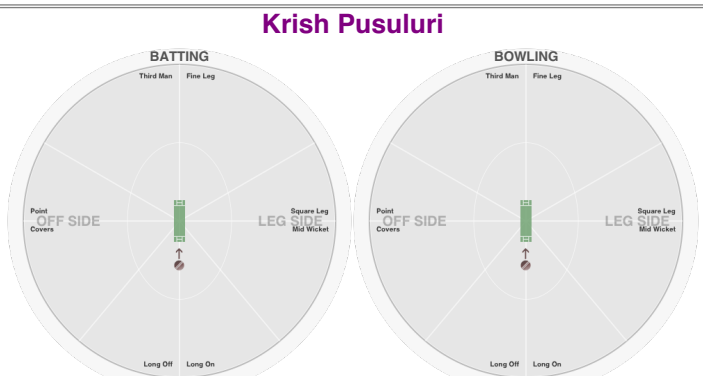 Krish Pusuluri
BATTING
Third Man Fine Leg
Point
OFF SIDE
Covers
Square Leg
LEG SIDE
Mid Wicket
Long Off Long On
BOWLING
Third Man Fine Leg
Point
OFF SIDE
Covers
Square Leg
LEG SIDE
Mid Wicket
Long Off Long On